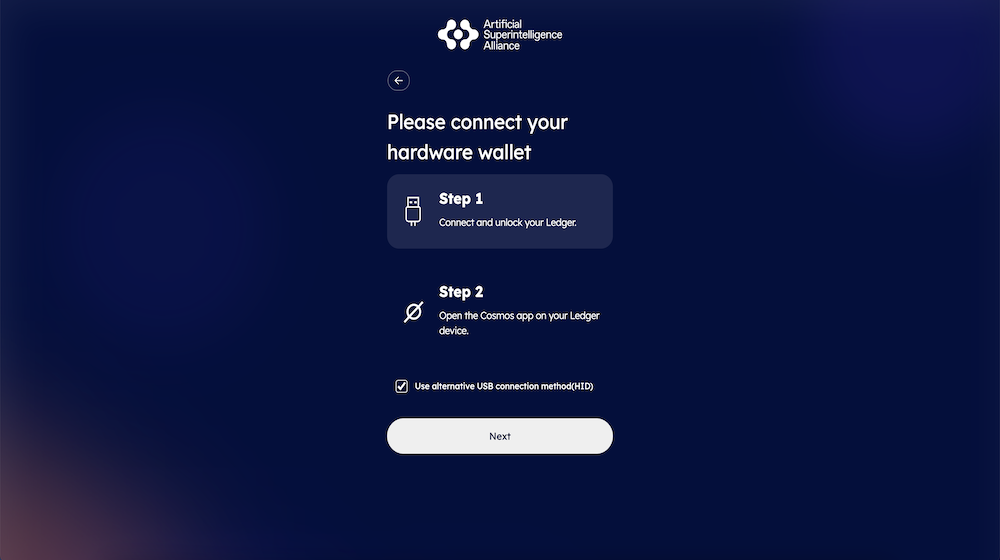 Artificial
Superintelligence
Alliance
Please connect your
hardware wallet
Step 1
Connect and unlock your Ledger.
Step 2
Open the Cosmos app on your Ledger
device.
Use alternative USB connection method(HID)
Next